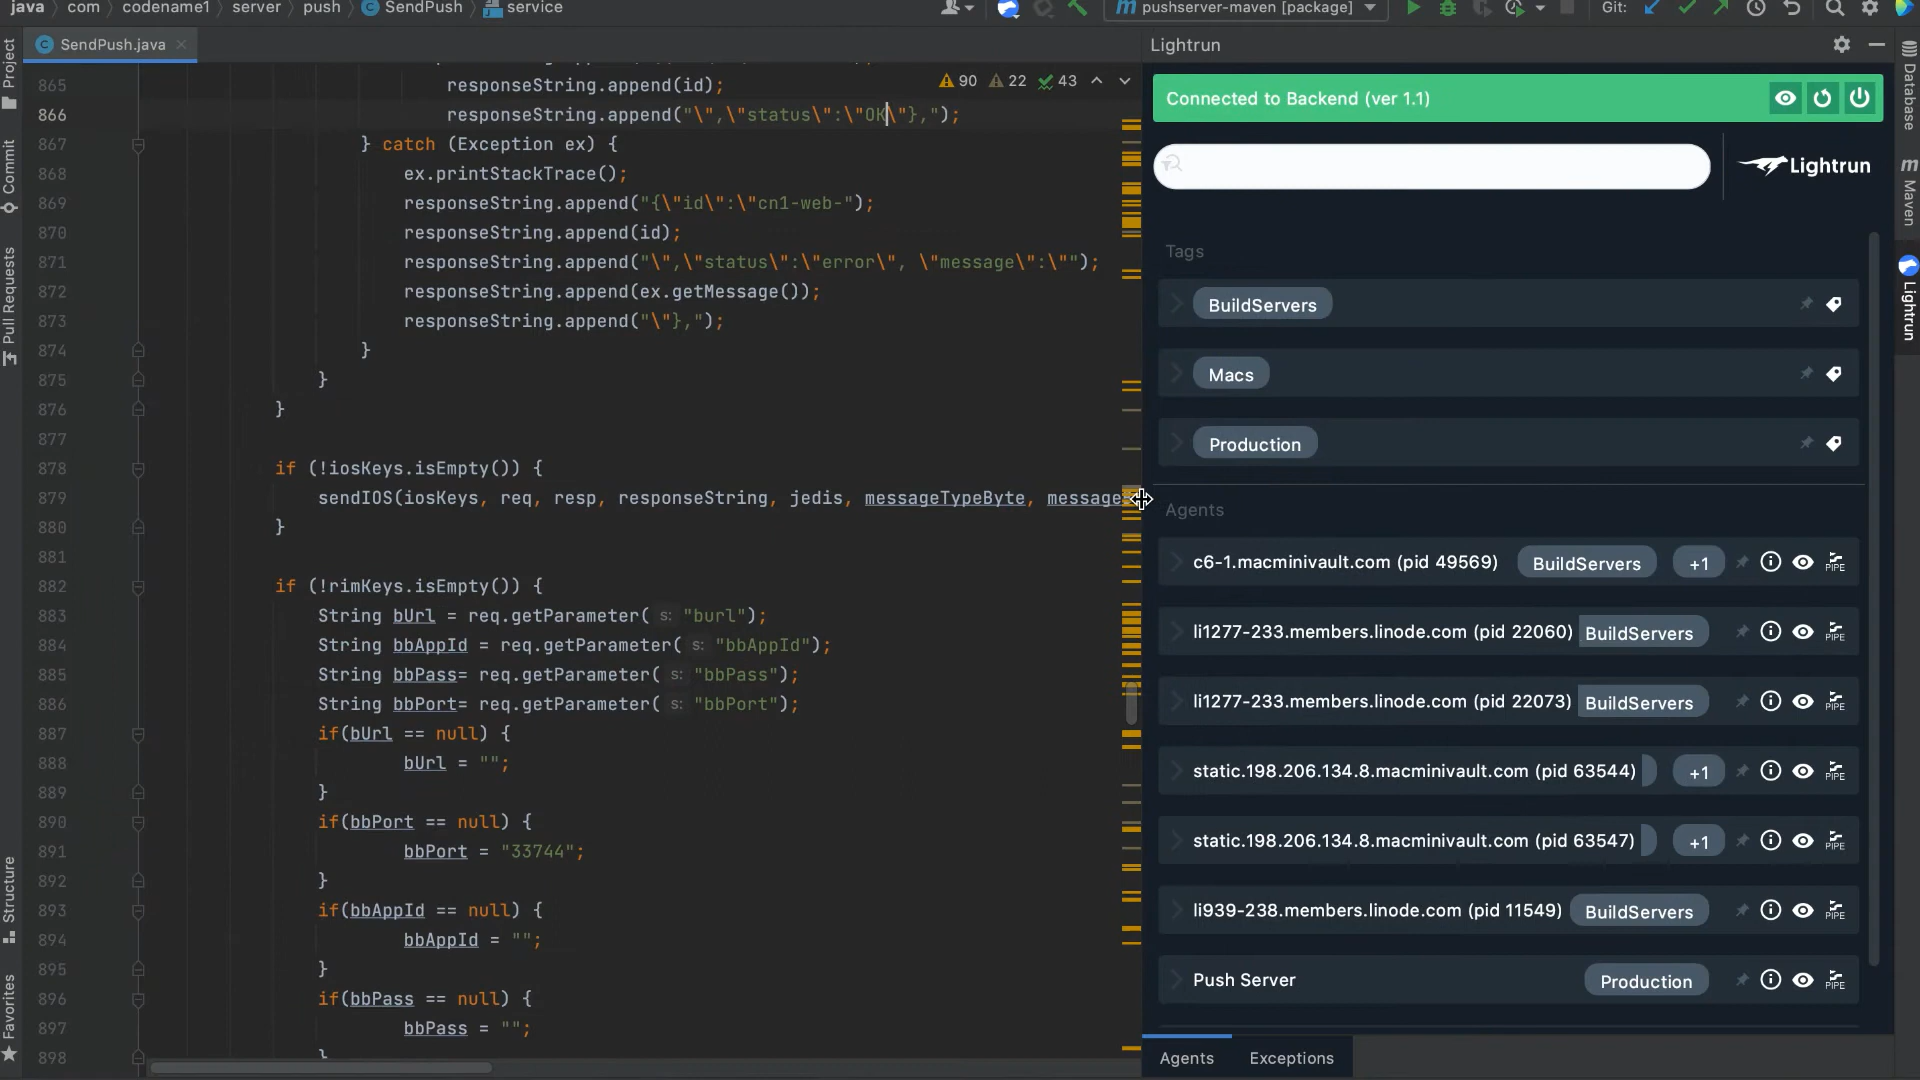 java com codename1 server push SendPush service
pushserver-maven [package]
Git:
SendPush.java
Lightrun
90 22 43
865 responseString.append(id);
866 responseString.append("\",\"status\":\"OK\"},");
867 } catch (Exception ex) {
868 ex.printStackTrace();
869 responseString.append("{\"id\":\"cn1-web-");
870 responseString.append(id);
871 responseString.append("\",\"status\":\"error\", \"message\":\"");
872 responseString.append(ex.getMessage());
873 responseString.append("\"},");
874 }
875 }
876 }
877
878 if (!iosKeys.isEmpty()) {
879 sendIOS(iosKeys, req, resp, responseString, jedis, messageTypeByte, message
880 }
881
882 if (!rimKeys.isEmpty()) {
883 String bUrl = req.getParameter( s: "burl");
884 String bbAppId = req.getParameter( s: "bbAppId");
885 String bbPass= req.getParameter( s: "bbPass");
886 String bbPort= req.getParameter( s: "bbPort");
887 if(bUrl == null) {
888 bUrl = "";
889 }
890 if(bbPort == null) {
891 bbPort = "33744";
892 }
893 if(bbAppId == null) {
894 bbAppId = "";
895 }
896 if(bbPass == null) {
897 bbPass = "";
898 }
Connected to Backend (ver 1.1)
Lightrun
Tags
BuildServers
Macs
Production
Agents
c6-1.macminivault.com (pid 49569) BuildServers +1 PIPE
li1277-233.members.linode.com (pid 22060) BuildServers PIPE
li1277-233.members.linode.com (pid 22073) BuildServers PIPE
static.198.206.134.8.macminivault.com (pid 63544) +1 PIPE
static.198.206.134.8.macminivault.com (pid 63547) +1 PIPE
li939-238.members.linode.com (pid 11549) BuildServers PIPE
Push Server Production PIPE
Agents Exceptions
Project
Commit
Pull Requests
Structure
Favorites
Database
Maven
Lightrun